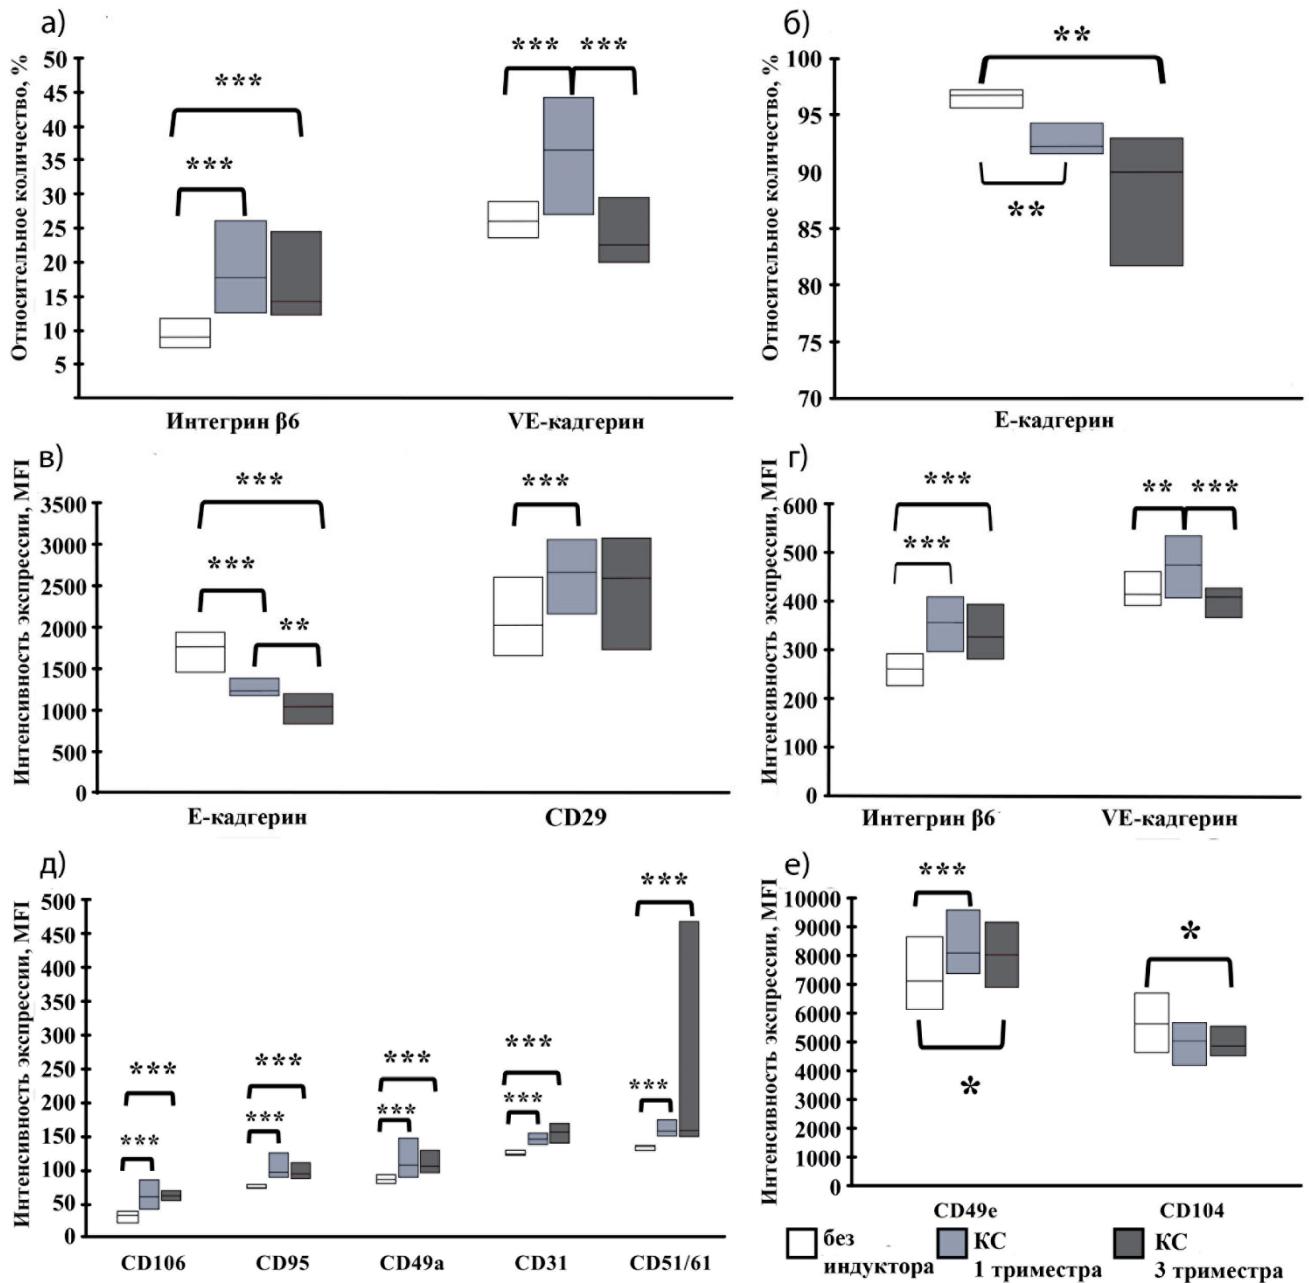 а)
Относительное количество, %
50
45
40
35
30
25
20
15
10
5
***
***
***
***
Интегрин β6
VE-кадгерин
б)
Относительное количество, %
100
95
90
85
80
75
70
**
**
Е-кадгерин
в)
Интенсивность экспрессии, MFI
3500
3000
2500
2000
1500
1000
500
0
***
***
**
***
Е-кадгерин
CD29
г)
Интенсивность экспрессии, MFI
600
500
400
300
200
100
0
***
***
**
***
Интегрин β6
VE-кадгерин
д)
Интенсивность экспрессии, MFI
500
450
400
350
300
250
200
150
100
50
0
***
***
***
***
***
***
***
***
***
***
CD106
CD95
CD49a
CD31
CD51/61
е)
Интенсивность экспрессии, MFI
10000
9000
8000
7000
6000
5000
4000
3000
2000
1000
0
***
*
*
CD49e
CD104
без
индуктора
КС
1 триместра
КС
3 триместра